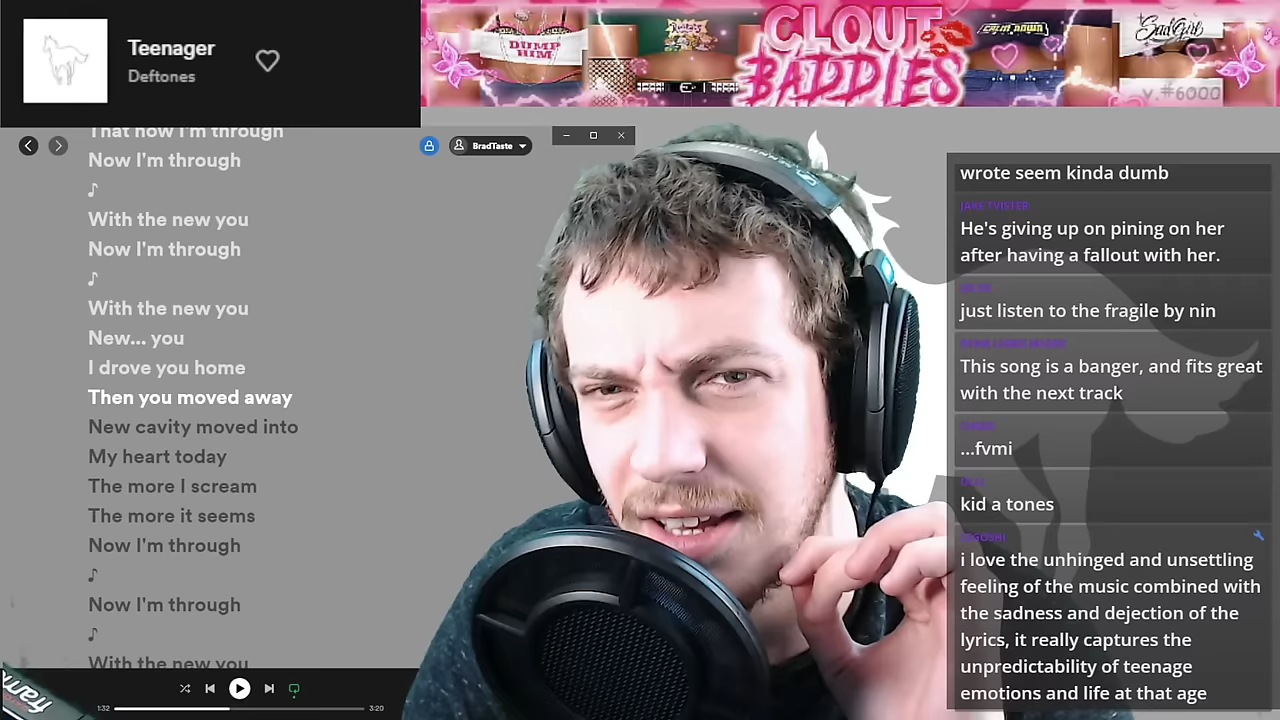 Teenager
Deftones
That now I'm through
Now I'm through
♪
With the new you
Now I'm through
♪
With the new you
New... you
I drove you home
Then you moved away
New cavity moved into
My heart today
The more I scream
The more it seems
Now I'm through
♪
Now I'm through
♪
With the new you
1:32
3:20
BradTaste
DUMP
HIM
CLOUT
BADDIES
CALM DOWN
SadGirl
v.#6000
wrote seem kinda dumb
JAKE TVISTER
He's giving up on pining on her
after having a fallout with her.
just listen to the fragile by nin
This song is a banger, and fits great
with the next track
...fvmi
kid a tones
i love the unhinged and unsettling
feeling of the music combined with
the sadness and dejection of the
lyrics, it really captures the
unpredictability of teenage
emotions and life at that age